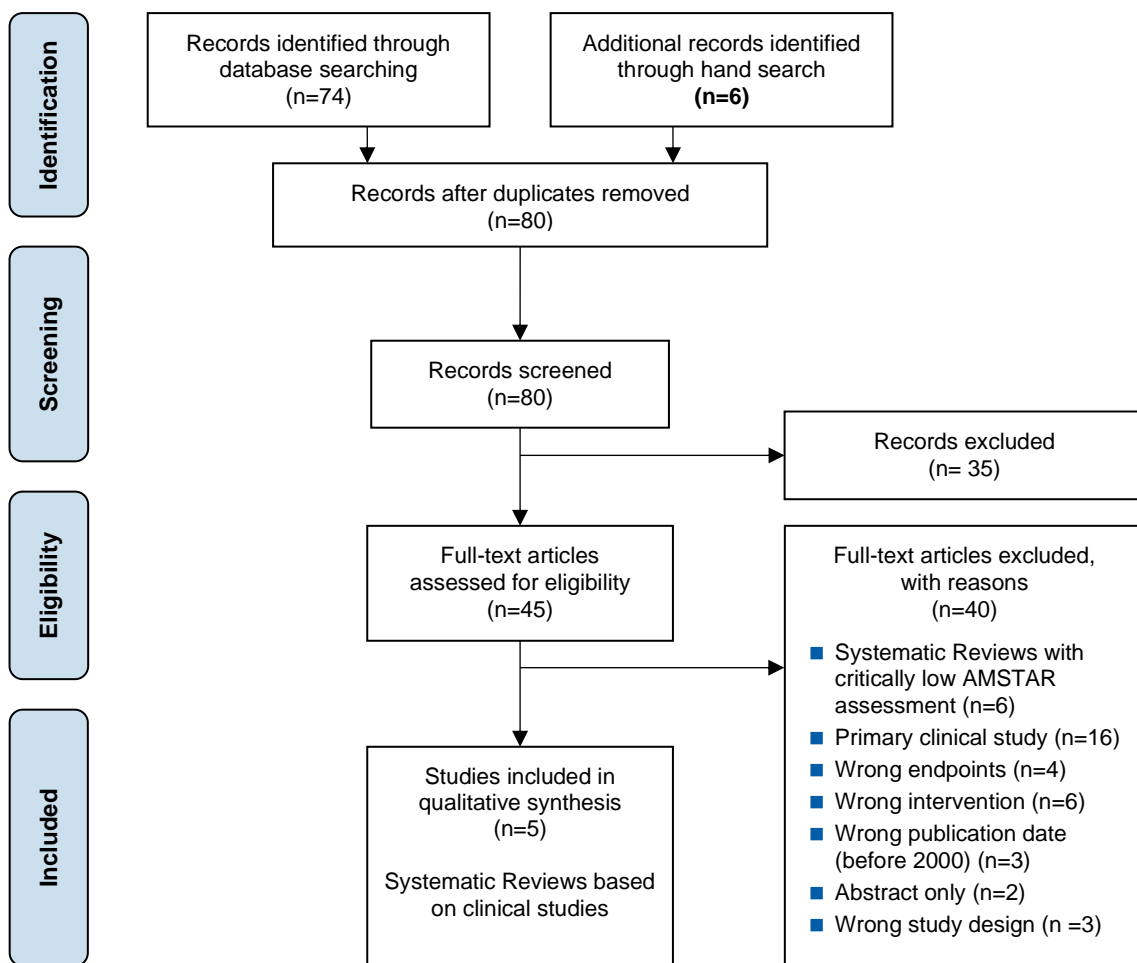 Identification
Records identified through
database searching
(n=74)
Additional records identified
through hand search
(n=6)
Records after duplicates removed
(n=80)
Screening
Records screened
(n=80)
Records excluded
(n= 35)
Eligibility
Full-text articles
assessed for eligibility
(n=45)
Full-text articles excluded,
with reasons
(n=40)
Systematic Reviews with
critically low AMSTAR
assessment (n=6)
Primary clinical study (n=16)
Wrong endpoints (n=4)
Wrong intervention (n=6)
Wrong publication date
(before 2000) (n=3)
Abstract only (n=2)
Wrong study design (n =3)
Included
Studies included in
qualitative synthesis
(n=5)
Systematic Reviews based
on clinical studies